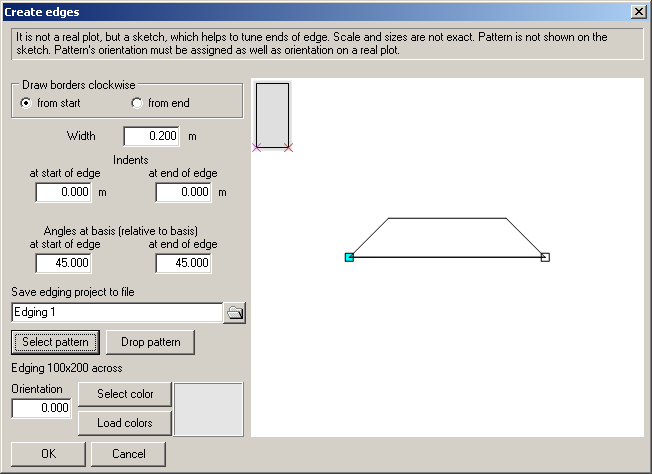 Create edges
It is not a real plot, but a sketch, which helps to tune ends of edge. Scale and sizes are not exact. Pattern is not shown on the
sketch. Pattern's orientation must be assigned as well as orientation on a real plot.
Draw borders clockwise
from start from end
Width 0.200 m
Indents
at start of edge at end of edge
0.000 m 0.000 m
Angles at basis (relative to basis)
at start of edge at end of edge
45.000 45.000
Save edging project to file
Edging 1
Select pattern Drop pattern
Edging 100x200 across
Orientation
0.000
Select color
Load colors
OK Cancel